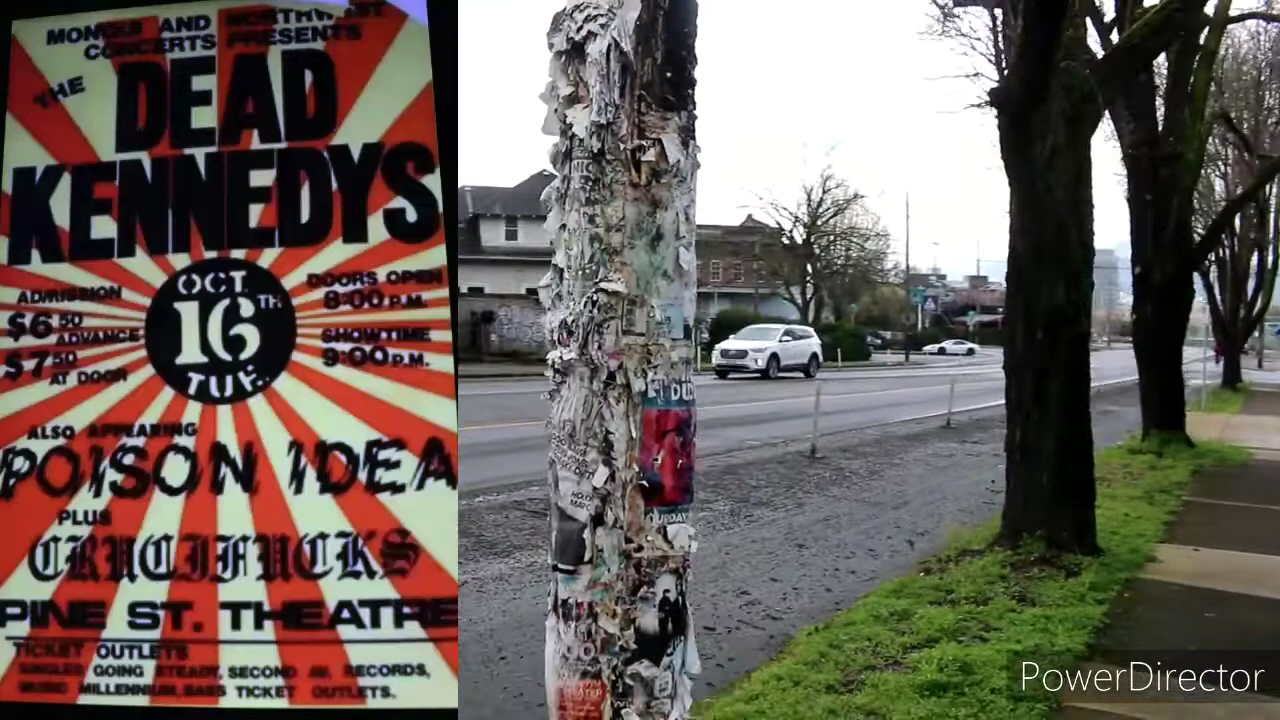 MONQUI AND NORTHWEST
CONCERTS PRESENTS
THE
DEAD
KENNEDYS
OCT.
16TH
TUE.
ADMISSION
$6 50 ADVANCE
$7 50 AT DOOR
DOORS OPEN
8:00 P.M.
SHOWTIME
9:00 P.M.
ALSO APPEARING
POISON IDEA
PLUS
CRUCIFUCKS
PINE ST. THEATRE
TICKET OUTLETS
SINGLES GOING STEADY, SECOND AV. RECORDS,
MUSIC MILLENNIUM, BASS TICKET OUTLETS.
PowerDirector